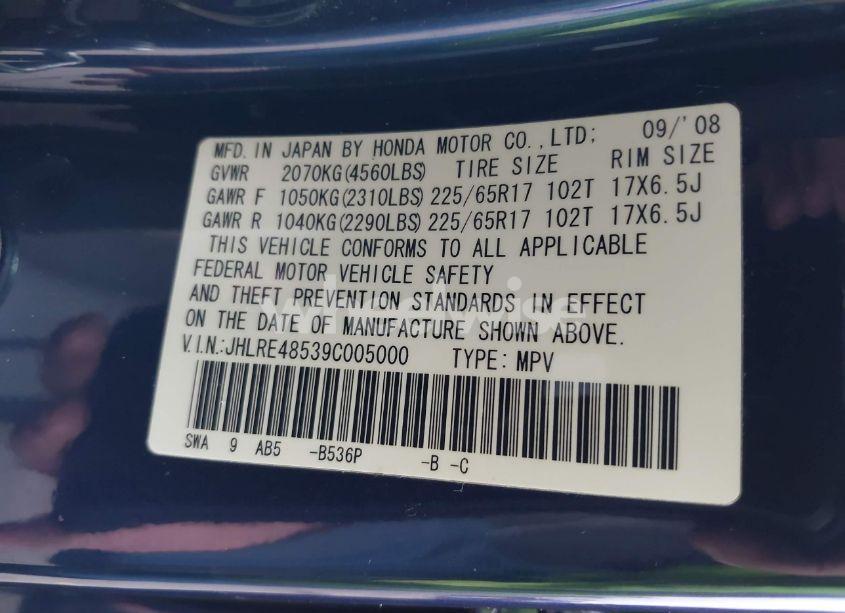 MFD. IN JAPAN BY HONDA MOTOR CO.,LTD; 09/'08
GVWR 2070KG(4560LBS) TIRE SIZE RIM SIZE
GAWR F 1050KG(2310LBS) 225/65R17 102T 17X6.5J
GAWR R 1040KG(2290LBS) 225/65R17 102T 17X6.5J
THIS VEHICLE CONFORMS TO ALL APPLICABLE
FEDERAL MOTOR VEHICLE SAFETY
AND THEFT PREVENTION STANDARDS IN EFFECT
ON THE DATE OF MANUFACTURE SHOWN ABOVE.
V.I.N.:JHLRE48539C005000 TYPE: MPV
SWA 9 AB5 -B536P -B -C
wheelwise